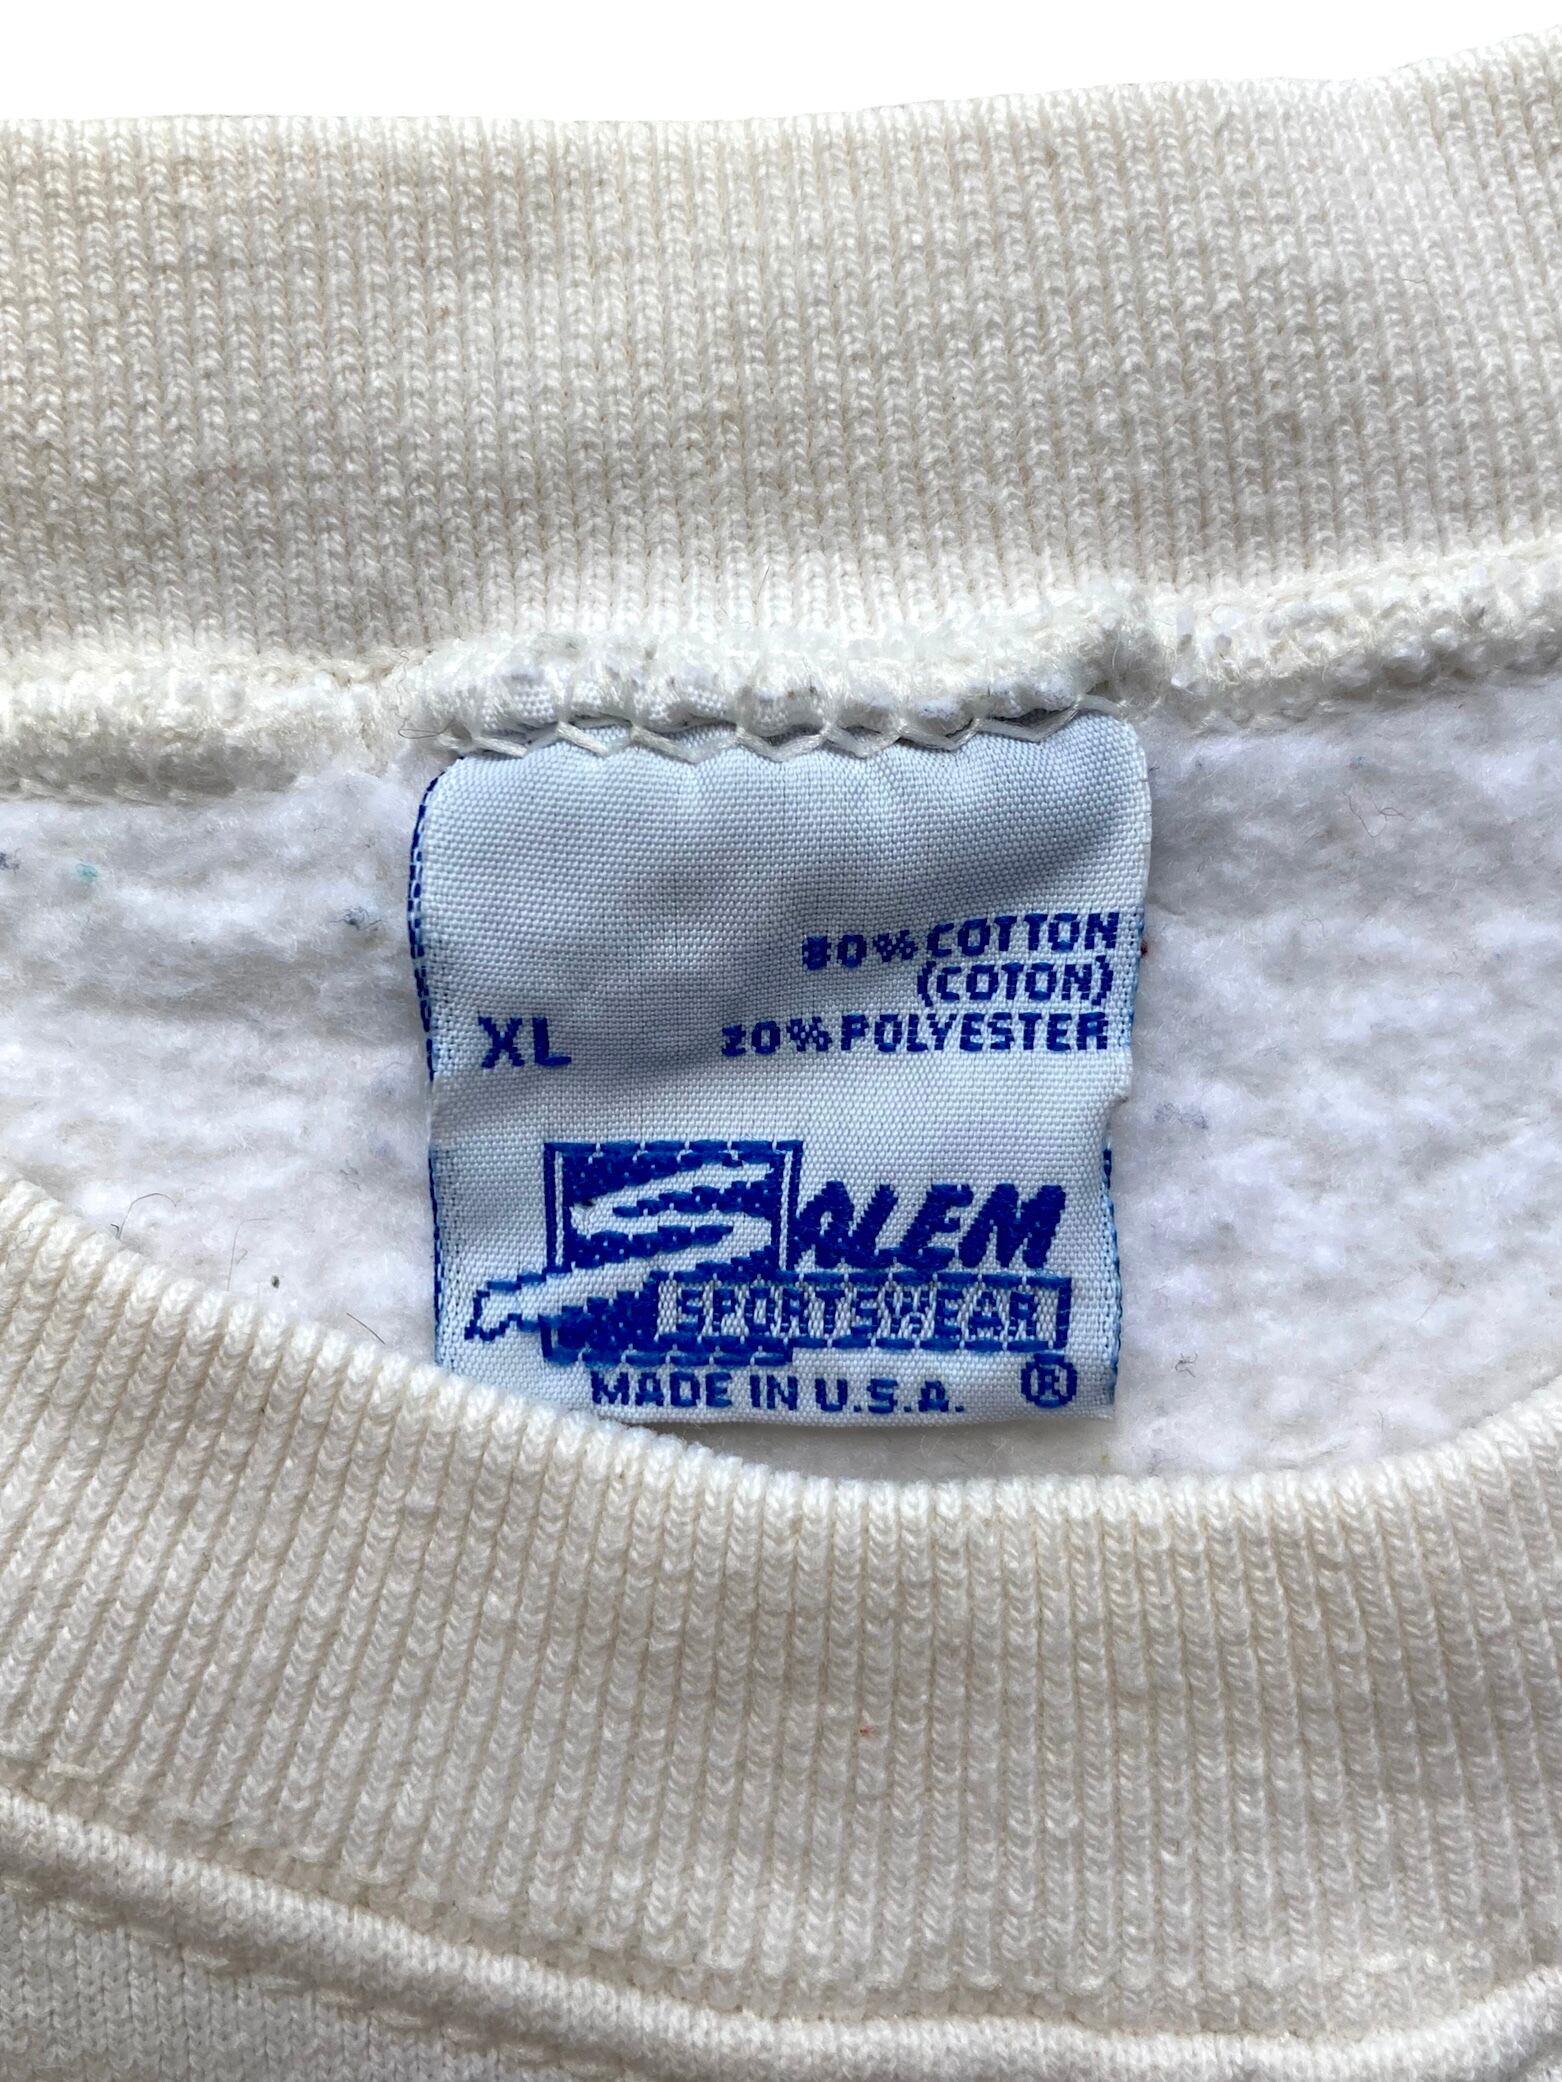 80% COTTON
(COTON)
XL 20% POLYESTER
SALEM
SPORTSWEAR
MADE IN U.S.A. ®